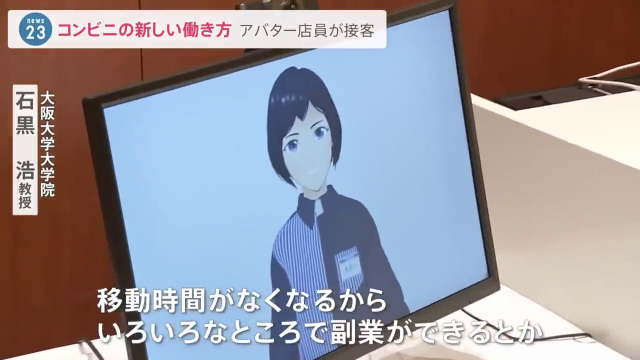 news
23
コンビニの新しい働き方 アバター店員が接客
大阪大学大学院
石黒 浩教授
移動時間がなくなるから
いろいろなところで副業ができるとか